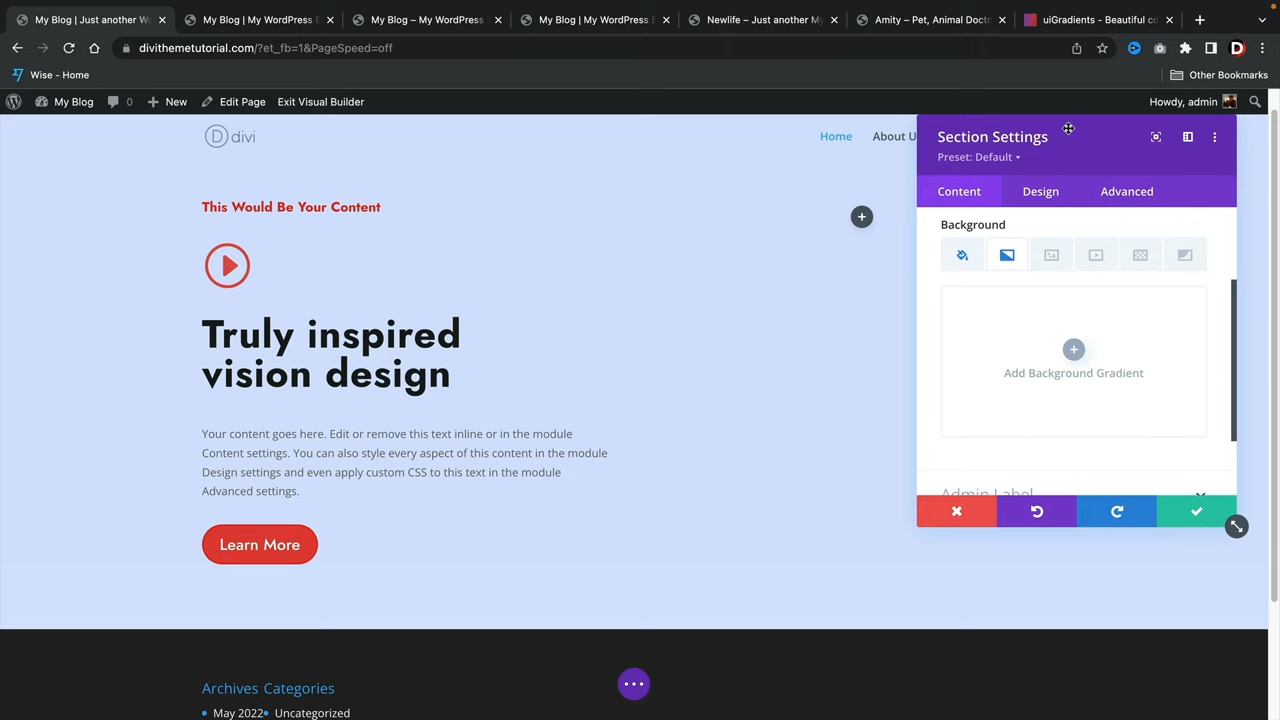 My Blog | Just another Wo
My Blog | My WordPress B
My Blog – My WordPress
My Blog | My WordPress B
Newlife – Just another My
Amity – Pet, Animal Doctor
uiGradients - Beautiful co
divithemetutorial.com/?et_fb=1&PageSpeed=off
Wise - Home
Other Bookmarks
My Blog
0
New
Edit Page
Exit Visual Builder
Howdy, admin
D divi
Home
About U
Section Settings
Preset: Default
Content
Design
Advanced
Background
Add Background Gradient
Admin Label
This Would Be Your Content
Truly inspired
vision design
Your content goes here. Edit or remove this text inline or in the module
Content settings. You can also style every aspect of this content in the module
Design settings and even apply custom CSS to this text in the module
Advanced settings.
Learn More
Archives Categories
May 2022
Uncategorized